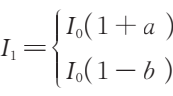 I₁ = { I₀( 1 + a )
I₀( 1 − b )